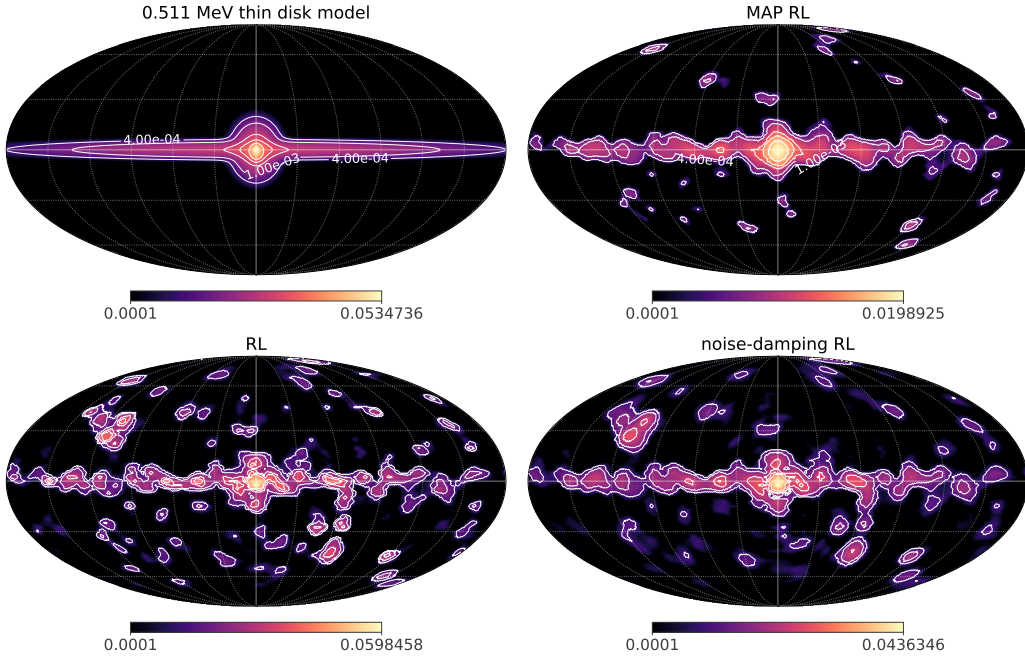 0.511 MeV thin disk model
4.00e-04
4.00e-04
1.00e-03
0.0001 0.0534736
MAP RL
4.00e-04
1.00e-03
0.0001 0.0198925
RL
0.0001 0.0598458
noise-damping RL
0.0001 0.0436346